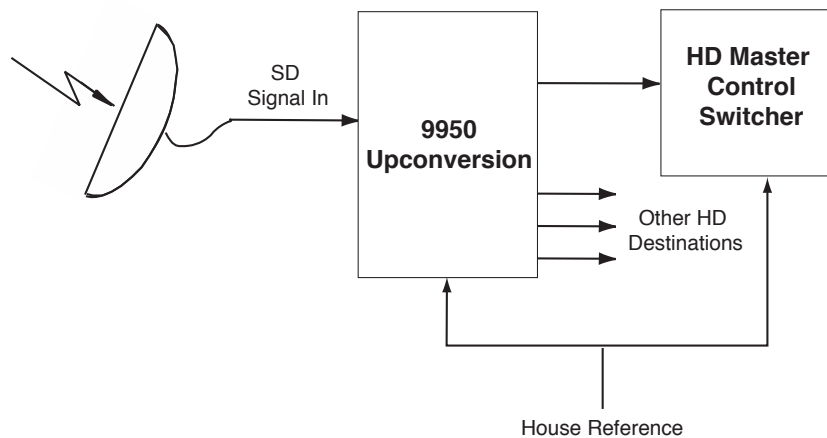 SD
Signal In
9950
Upconversion
HD Master
Control
Switcher
Other HD
Destinations
House Reference